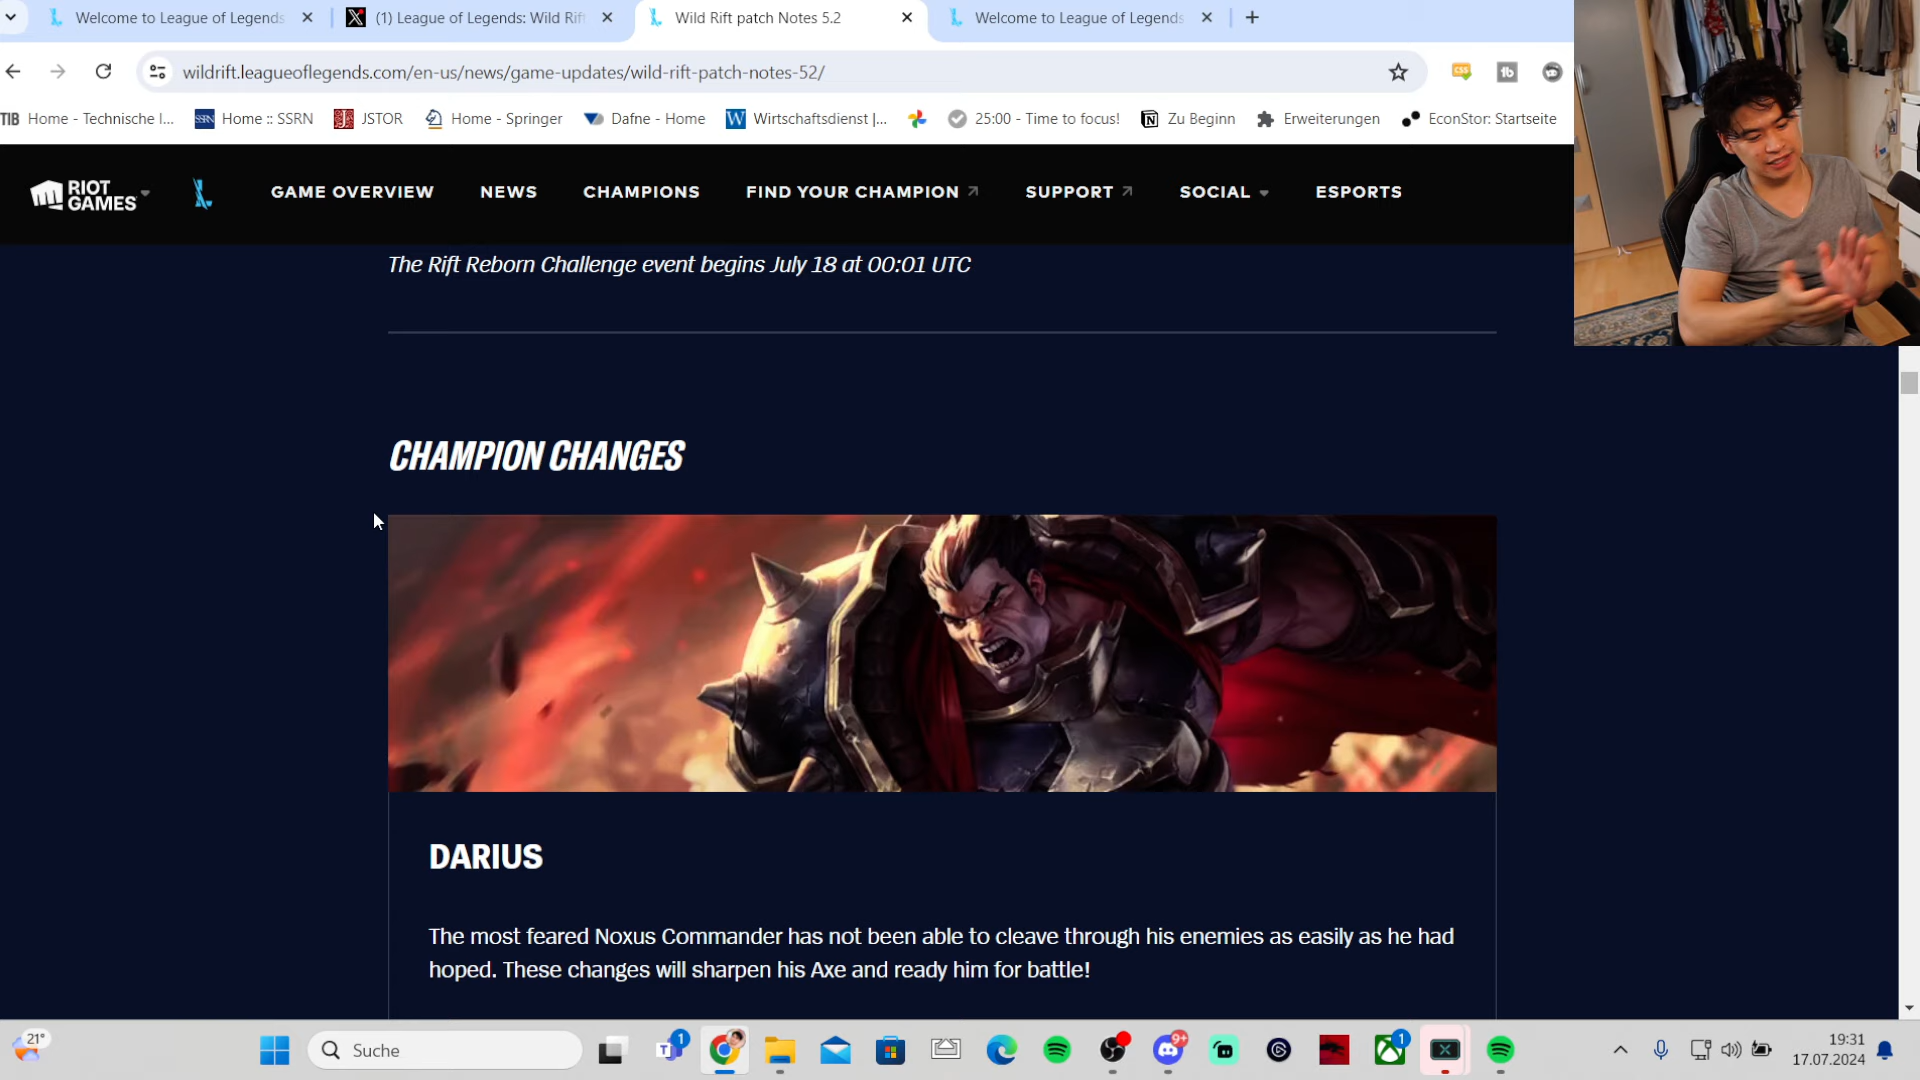 Welcome to League of Legends
(1) League of Legends: Wild Rif
Wild Rift patch Notes 5.2
Welcome to League of Legends
wildrift.leagueoflegends.com/en-us/news/game-updates/wild-rift-patch-notes-52/
TIB Home - Technische I...
SSRN Home :: SSRN
JSTOR
Home - Springer
Dafne - Home
W Wirtschaftsdienst |...
25:00 - Time to focus!
Zu Beginn
Erweiterungen
EconStor: Startseite
RIOT GAMES
GAME OVERVIEW
NEWS
CHAMPIONS
FIND YOUR CHAMPION
SUPPORT
SOCIAL
ESPORTS
The Rift Reborn Challenge event begins July 18 at 00:01 UTC
CHAMPION CHANGES
DARIUS
The most feared Noxus Commander has not been able to cleave through his enemies as easily as he had
hoped. These changes will sharpen his Axe and ready him for battle!
21°
Suche
1
9+
1
19:31
17.07.2024